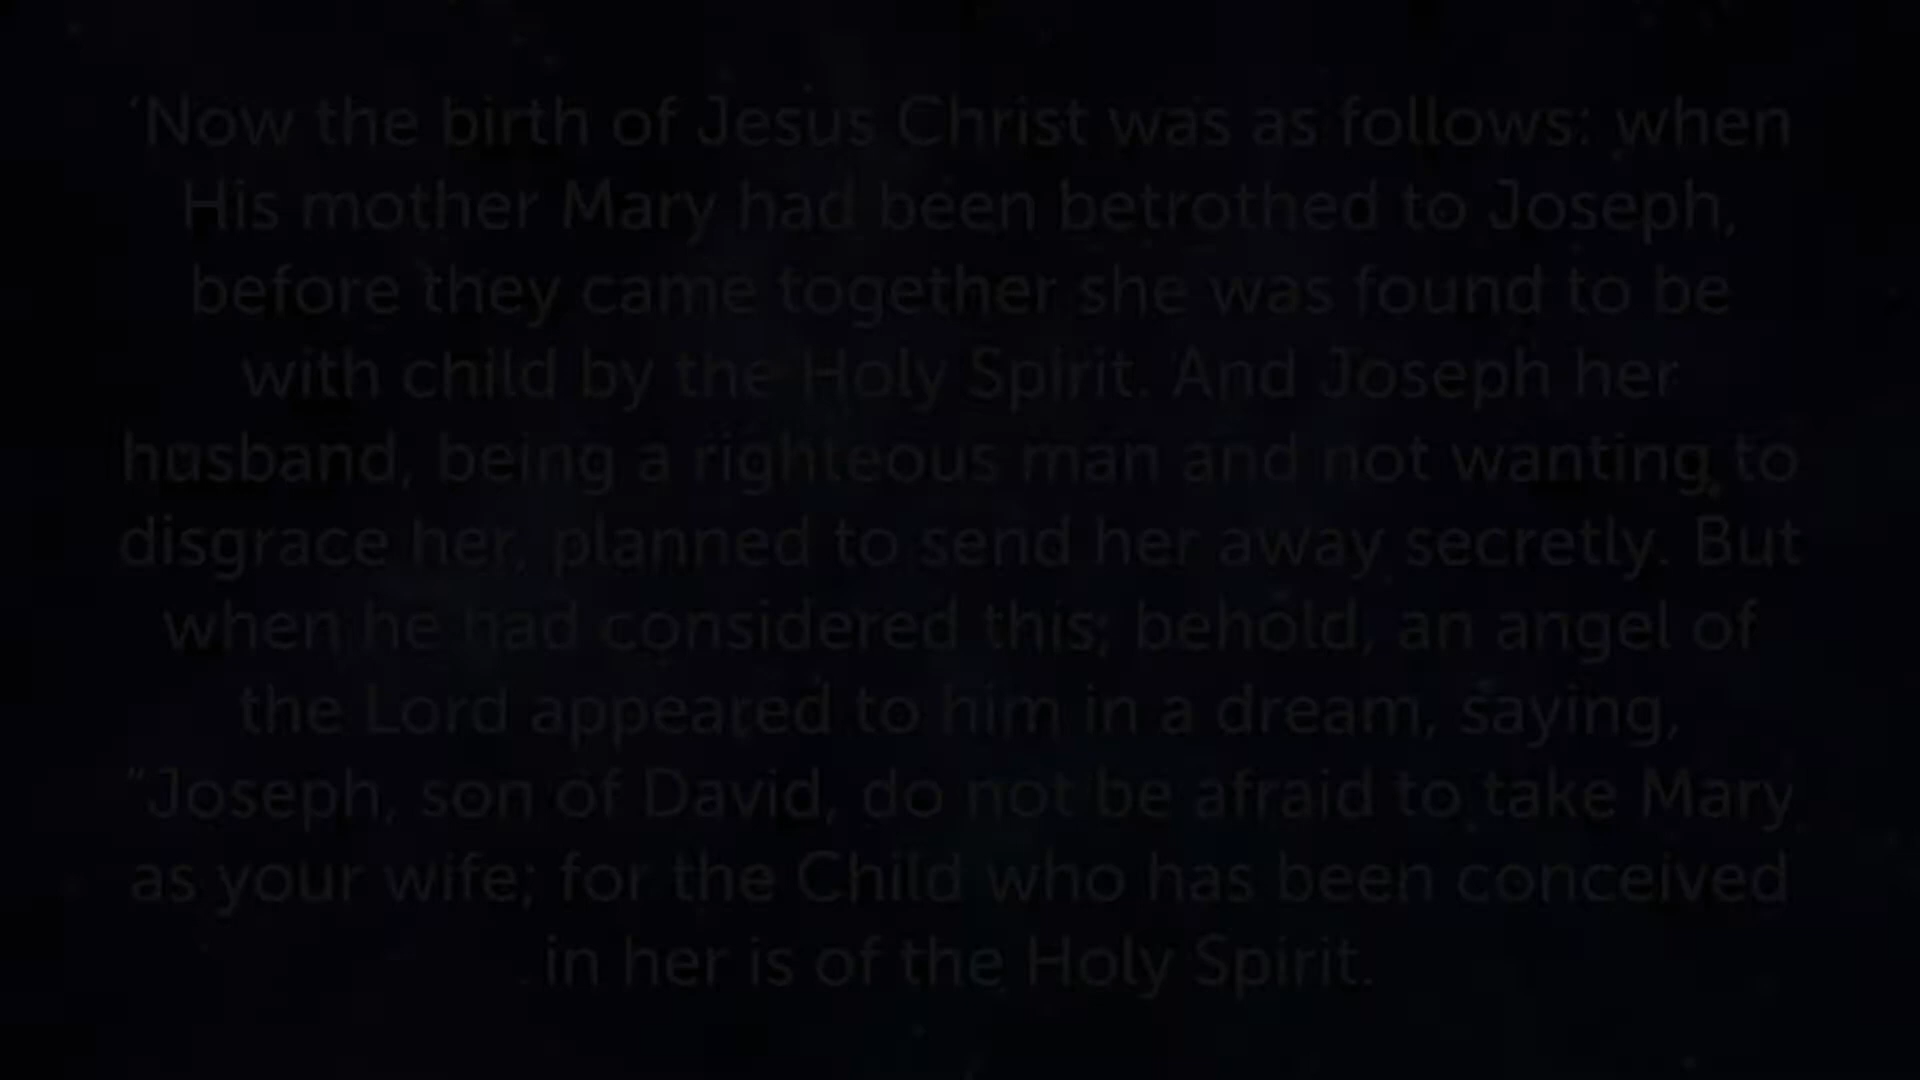 ‘Now the birth of Jesus Christ was as follows: when
His mother Mary had been betrothed to Joseph,
before they came together she was found to be
with child by the Holy Spirit. And Joseph her
husband, being a righteous man and not wanting to
disgrace her, planned to send her away secretly. But
when he had considered this, behold, an angel of
the Lord appeared to him in a dream, saying,
“Joseph, son of David, do not be afraid to take Mary
as your wife; for the Child who has been conceived
in her is of the Holy Spirit.